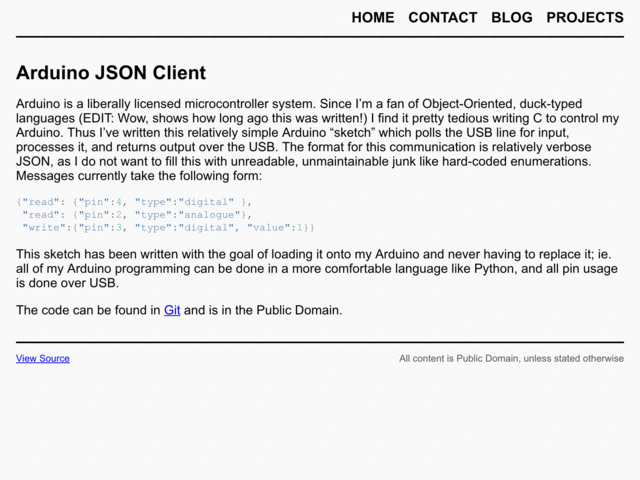 HOME CONTACT BLOG PROJECTS
Arduino JSON Client
Arduino is a liberally licensed microcontroller system. Since I’m a fan of Object-Oriented, duck-typed
languages (EDIT: Wow, shows how long ago this was written!) I find it pretty tedious writing C to control my
Arduino. Thus I’ve written this relatively simple Arduino “sketch” which polls the USB line for input,
processes it, and returns output over the USB. The format for this communication is relatively verbose
JSON, as I do not want to fill this with unreadable, unmaintainable junk like hard-coded enumerations.
Messages currently take the following form:
{"read": {"pin":4, "type":"digital" },
"read": {"pin":2, "type":"analogue"},
"write":{"pin":3, "type":"digital", "value":1}}
This sketch has been written with the goal of loading it onto my Arduino and never having to replace it; ie.
all of my Arduino programming can be done in a more comfortable language like Python, and all pin usage
is done over USB.
The code can be found in Git and is in the Public Domain.
View Source All content is Public Domain, unless stated otherwise